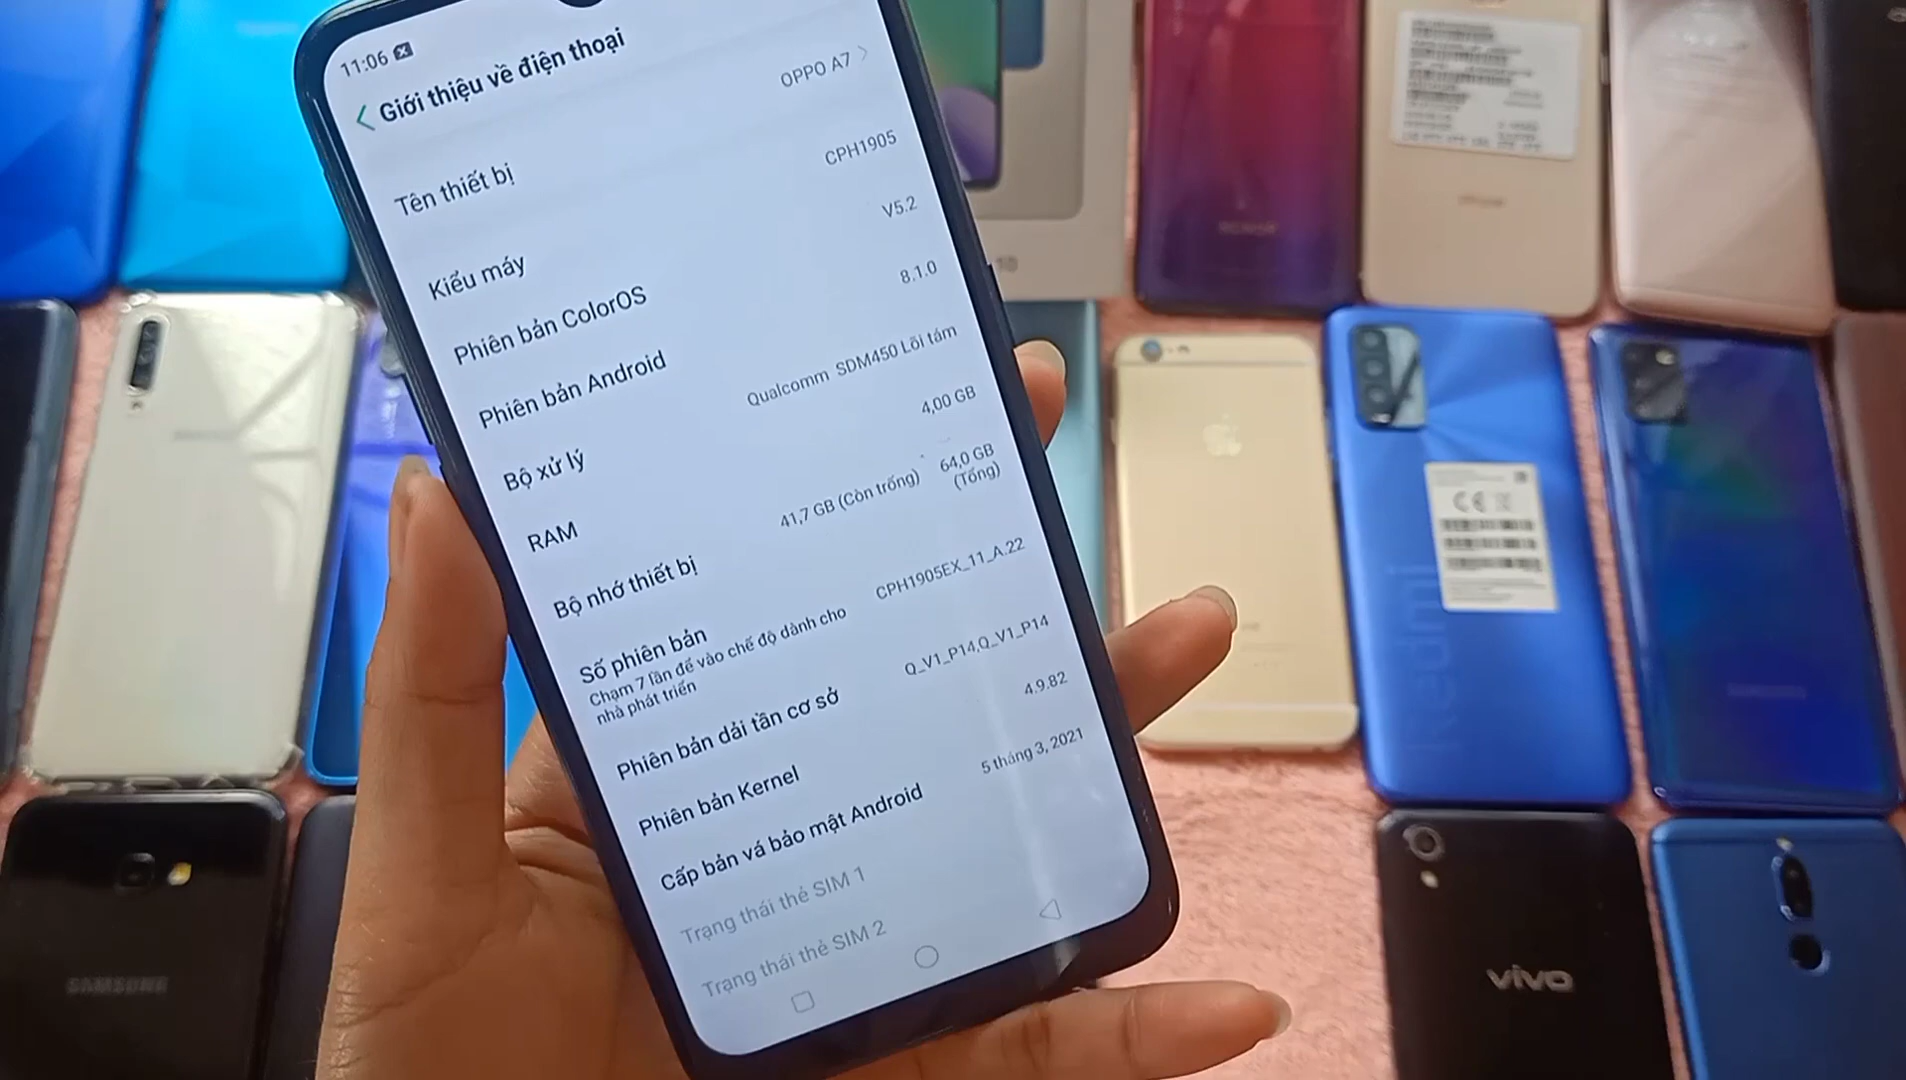 11:06
Giới thiệu về điện thoại
Tên thiết bị
OPPO A7
Kiểu máy
CPH1905
Phiên bản ColorOS
V5.2
Phiên bản Android
8.1.0
Bộ xử lý
Qualcomm SDM450 Lõi tám
RAM
4,00 GB
Bộ nhớ thiết bị
41,7 GB (Còn trống)
64,0 GB
(Tổng)
Số phiên bản
Chạm 7 lần để vào chế độ dành cho
nhà phát triển
CPH1905EX_11_A.22
Phiên bản dải tần cơ sở
Q_V1_P14,Q_V1_P14
Phiên bản Kernel
4.9.82
Cấp bản vá bảo mật Android
5 tháng 3, 2021
Trạng thái thẻ SIM 1
Trạng thái thẻ SIM 2
10
Redmi
CE
SAMSUNG
SAMSUNG
vivo